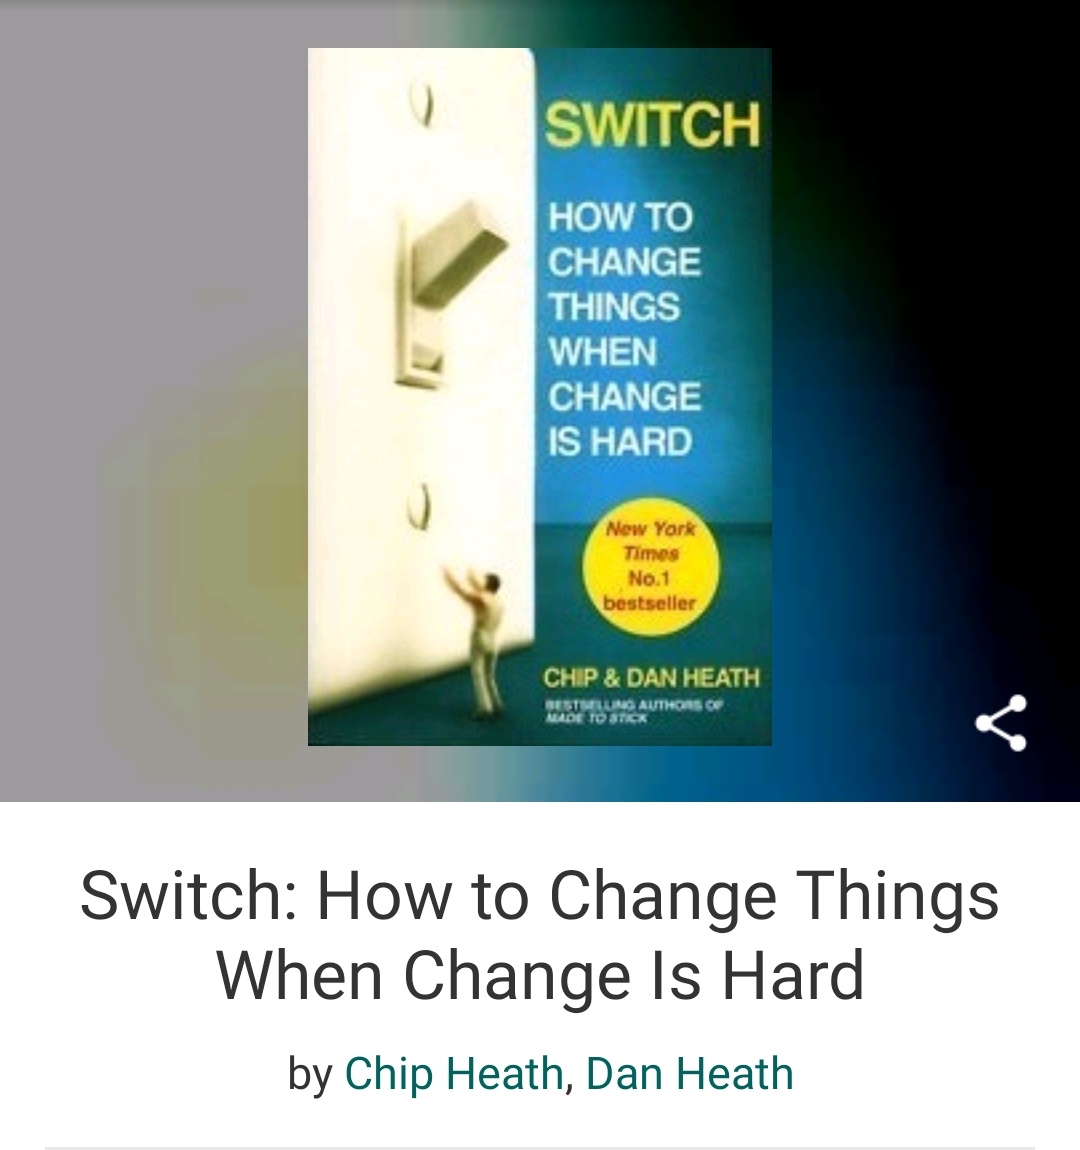 SWITCH
HOW TO
CHANGE
THINGS
WHEN
CHANGE
IS HARD
New York
Times
No.1
bestseller
CHIP & DAN HEATH
BESTSELLING AUTHORS OF
MADE TO STICK
Switch: How to Change Things
When Change Is Hard
by Chip Heath, Dan Heath